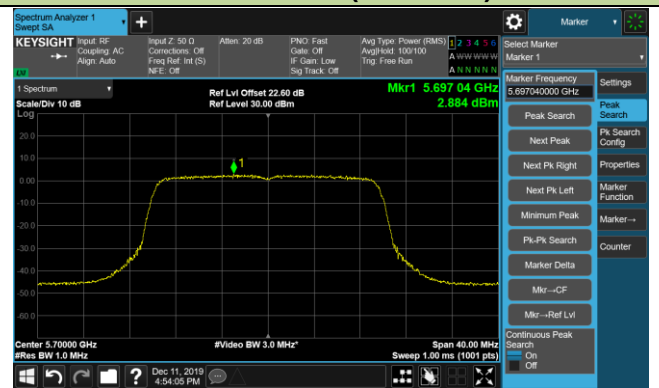 Spectrum Analyzer 1
Swept SA
Marker
KEYSIGHT
Input: RF
Coupling: AC
Align: Auto
Input Z: 50 Ω
Corrections: Off
Freq Ref: Int (S)
NFE: Off
Atten: 20 dB
PNO: Fast
Gate: Off
IF Gain: Low
Sig Track: Off
Avg Type: Power (RMS)
Avg|Hold: 100/100
Trig: Free Run
1 2 3 4 5 6
A W W W W W
A N N N N N
LM
Select Marker
Marker 1
1 Spectrum
Scale/Div 10 dB
Log
Ref Lvl Offset 22.60 dB
Ref Level 30.00 dBm
Mkr1 5.697 04 GHz
2.884 dBm
20.0
10.0
0.00
-10.0
-20.0
-30.0
-40.0
-50.0
-60.0
1
Center 5.70000 GHz
#Res BW 1.0 MHz
#Video BW 3.0 MHz*
Span 40.00 MHz
Sweep 1.00 ms (1001 pts)
Marker Frequency
5.697040000 GHz
Peak Search
Next Peak
Next Pk Right
Next Pk Left
Minimum Peak
Pk-Pk Search
Marker Delta
Mkr→CF
Mkr→Ref Lvl
Continuous Peak
Search
On
Off
Settings
Peak
Search
Pk Search
Config
Properties
Marker
Function
Marker→
Counter
Dec 11, 2019
4:54:05 PM